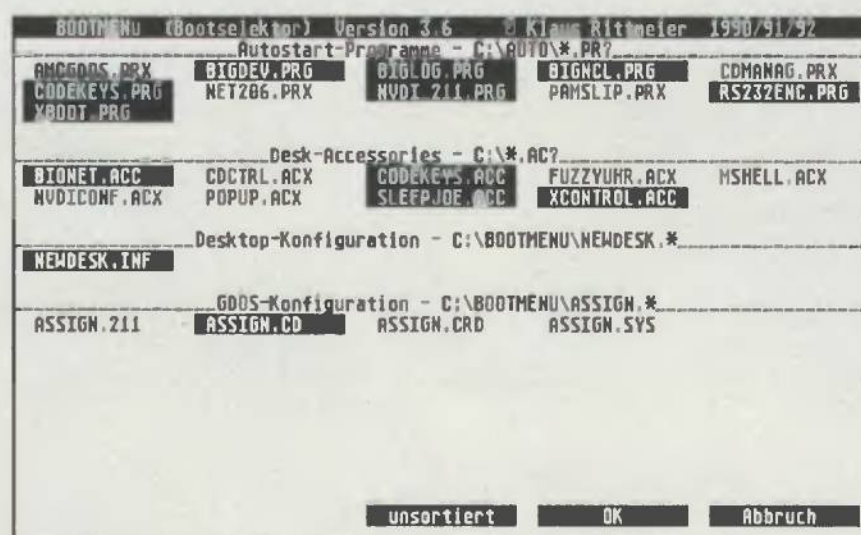 BOOTMENU (Bootselektor) Version 3.6 © Klaus Rittmeier 1990/91/92
Autostart-Programme - C:\AUTO\*.PR?
AMCGDOS.PRX BIGDEV.PRG BIGLOG.PRG BIGNCL.PRG CDMANAG.PRX
CODEKEYS.PRG NET286.PRX NVDI_211.PRG PAMSLIP.PRX RS232ENC.PRG
XBOOT.PRG
Desk-Accessories - C:\*.AC?
BIONET.ACC CDCTRL.ACX CODEKEYS.ACC FUZZYUHR.ACX MSHELL.ACX
NVDICONF.ACX POPUP.ACX SLEEPJOE.ACC XCONTROL.ACC
Desktop-Konfiguration - C:\BOOTMENU\NEWDESK.*
NEWDESK.INF
GDOS-Konfiguration - C:\BOOTMENU\ASSIGN.*
ASSIGN.211 ASSIGN.CD ASSIGN.CRD ASSIGN.SYS
unsortiert OK Abbruch